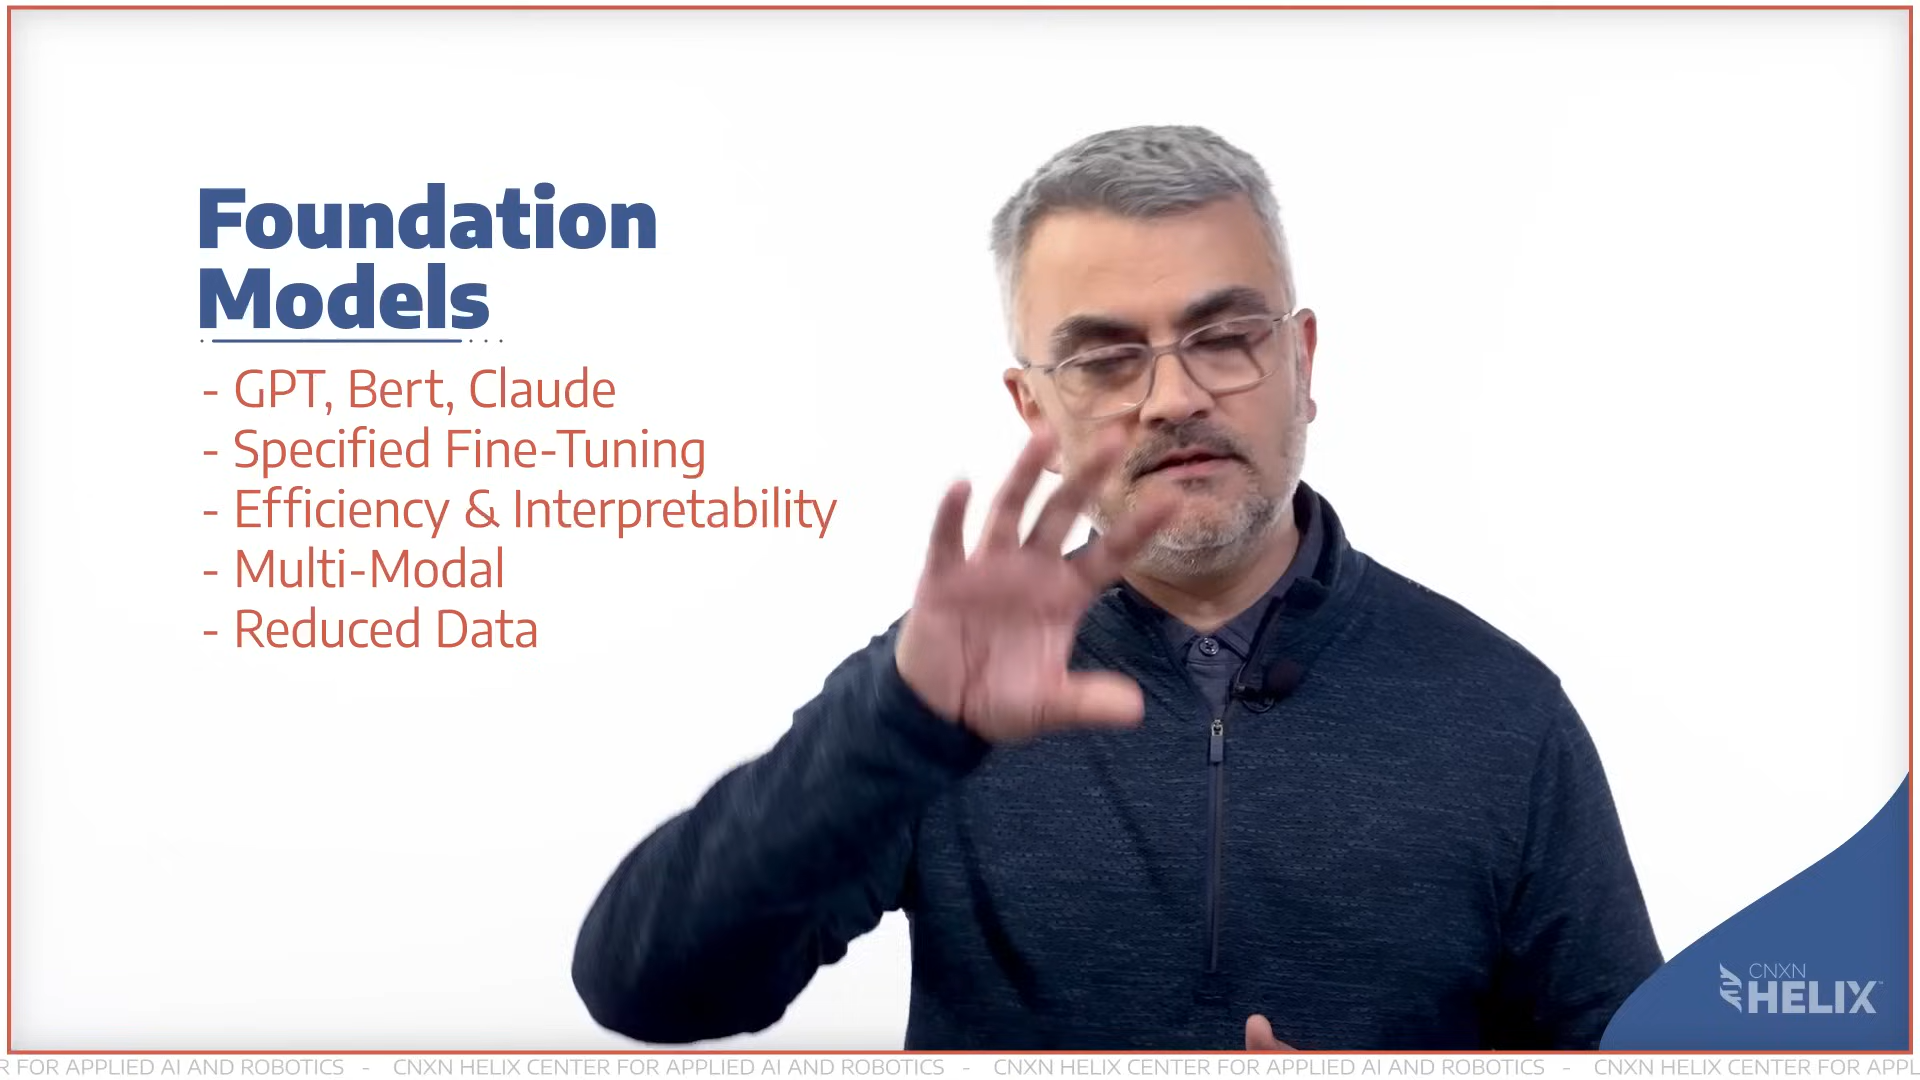 Foundation
Models
- GPT, Bert, Claude
- Specified Fine-Tuning
- Efficiency & Interpretability
- Multi-Modal
- Reduced Data
CNXN
HELIX
R FOR APPLIED AI AND ROBOTICS - CNXN HELIX CENTER FOR APPLIED AI AND ROBOTICS - CNXN HELIX CENTER FOR APPLIED AI AND ROBOTICS - CNXN HELIX CENTER FOR APPL